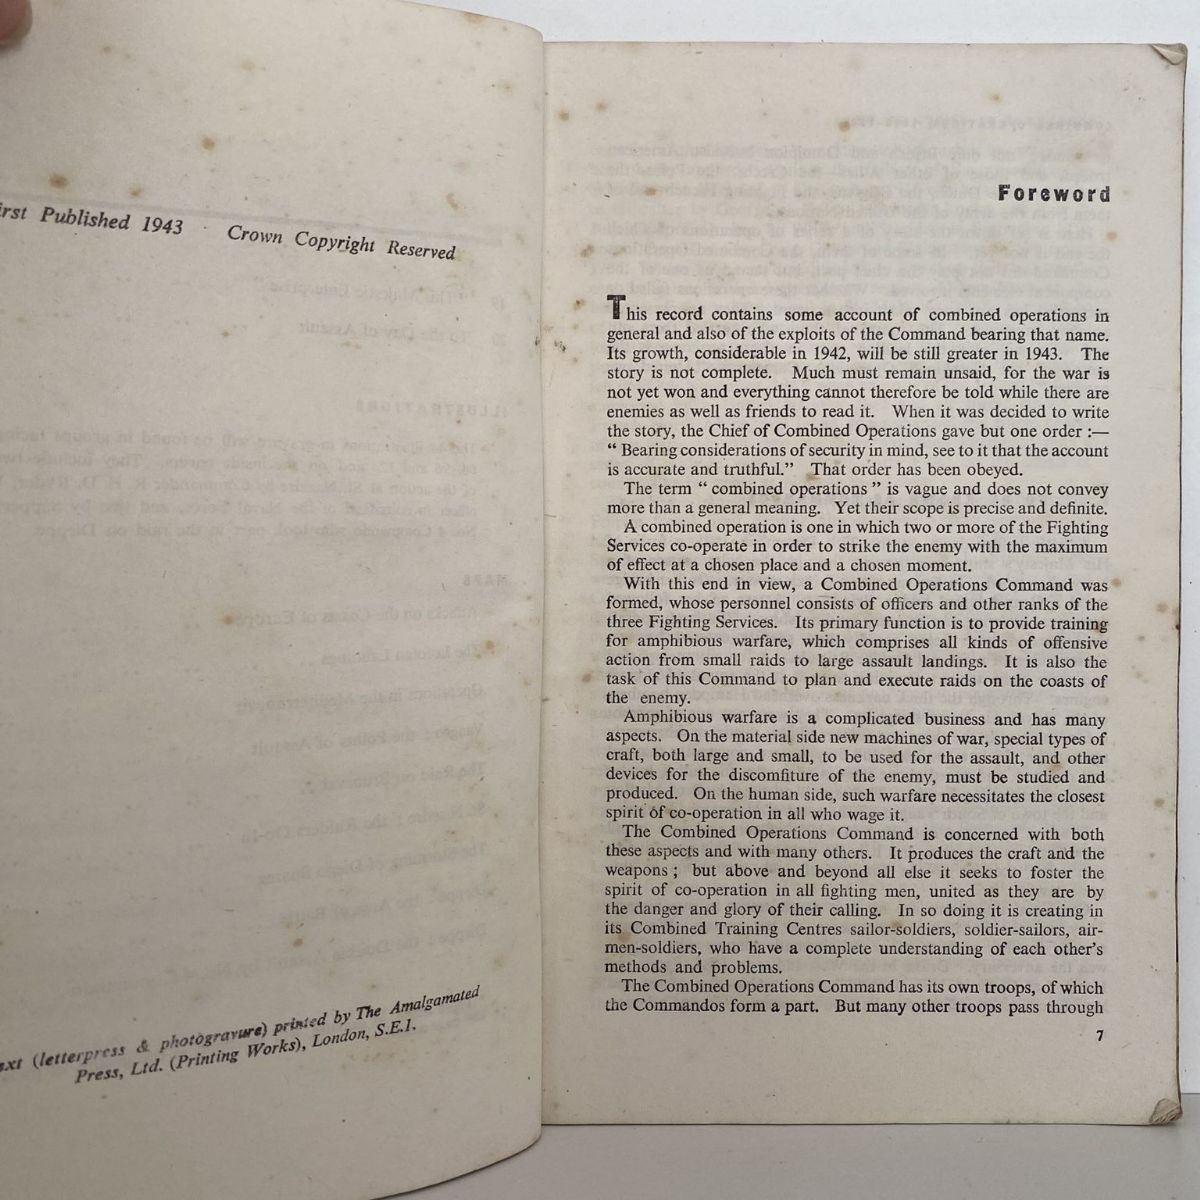 First Published 1943 · Crown Copyright Reserved
Text (letterpress & photogravure) printed by The Amalgamated
Press, Ltd. (Printing Works), London, S.E.1.
Foreword
This record contains some account of combined operations in
general and also of the exploits of the Command bearing that name.
Its growth, considerable in 1942, will be still greater in 1943. The
story is not complete. Much must remain unsaid, for the war is
not yet won and everything cannot therefore be told while there are
enemies as well as friends to read it. When it was decided to write
the story, the Chief of Combined Operations gave but one order :—
“ Bearing considerations of security in mind, see to it that the account
is accurate and truthful.” That order has been obeyed.
The term “ combined operations ” is vague and does not convey
more than a general meaning. Yet their scope is precise and definite.
A combined operation is one in which two or more of the Fighting
Services co-operate in order to strike the enemy with the maximum
of effect at a chosen place and a chosen moment.
With this end in view, a Combined Operations Command was
formed, whose personnel consists of officers and other ranks of the
three Fighting Services. Its primary function is to provide training
for amphibious warfare, which comprises all kinds of offensive
action from small raids to large assault landings. It is also the
task of this Command to plan and execute raids on the coasts of
the enemy.
Amphibious warfare is a complicated business and has many
aspects. On the material side new machines of war, special types of
craft, both large and small, to be used for the assault, and other
devices for the discomfiture of the enemy, must be studied and
produced. On the human side, such warfare necessitates the closest
spirit of co-operation in all who wage it.
The Combined Operations Command is concerned with both
these aspects and with many others. It produces the craft and the
weapons ; but above and beyond all else it seeks to foster the
spirit of co-operation in all fighting men, united as they are by
the danger and glory of their calling. In so doing it is creating in
its Combined Training Centres sailor-soldiers, soldier-sailors, air-
men-soldiers, who have a complete understanding of each other’s
methods and problems.
The Combined Operations Command has its own troops, of which
the Commandos form a part. But many other troops pass through
7